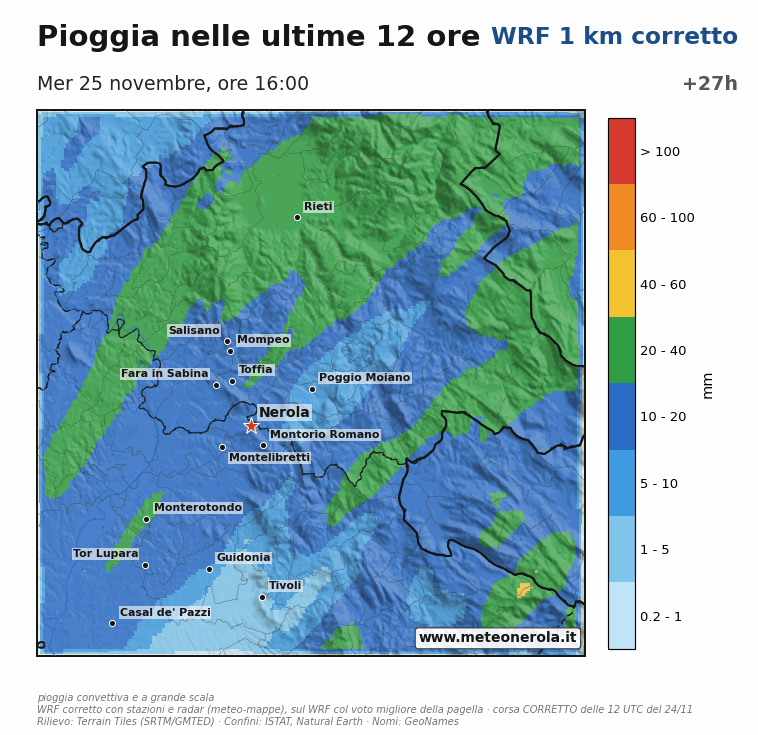 Pioggia nelle ultime 12 ore WRF 1 km corretto
Mer 25 novembre, ore 16:00 +27h
> 100
60 - 100
40 - 60
20 - 40
10 - 20
5 - 10
1 - 5
0.2 - 1
mm
Rieti
Salisano
Mompeo
Fara in Sabina
Toffia
Poggio Moiano
Nerola
Montorio Romano
Montelibretti
Monterotondo
Tor Lupara
Guidonia
Tivoli
Casal de' Pazzi
www.meteonerola.it
pioggia convettiva e a grande scala
WRF corretto con stazioni e radar (meteo-mappe), sul WRF col voto migliore della pagella · corsa CORRETTO delle 12 UTC del 24/11
Rilievo: Terrain Tiles (SRTM/GMTED) · Confini: ISTAT, Natural Earth · Nomi: GeoNames